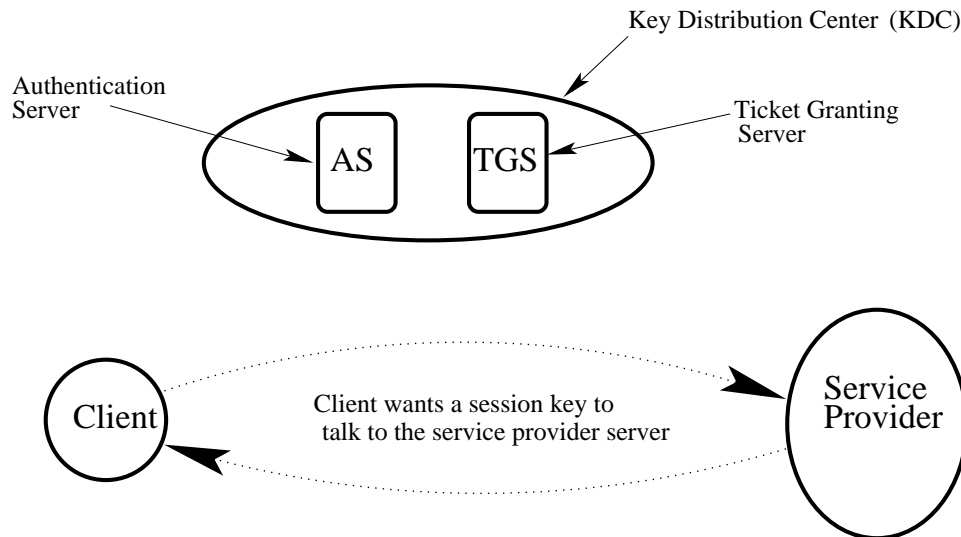 Key Distribution Center (KDC)
Authentication
Server
Ticket Granting
Server
AS
TGS
Client
Client wants a session key to
talk to the service provider server
Service
Provider